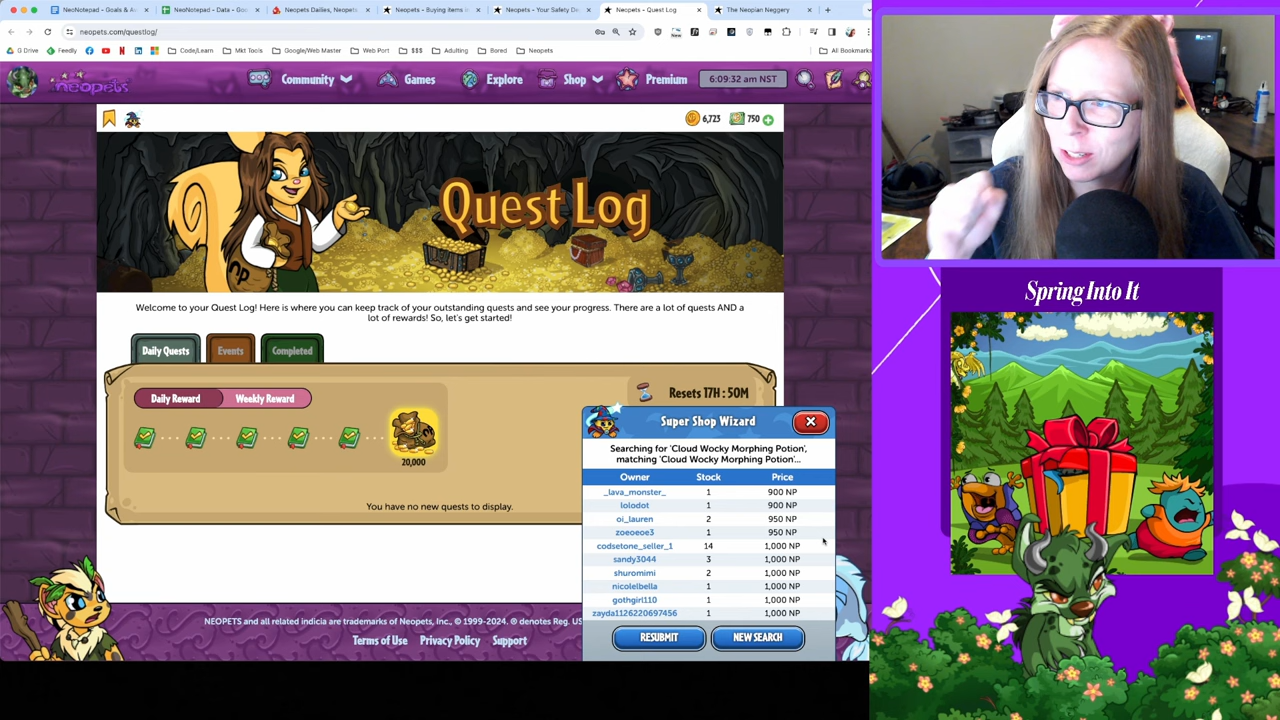 NeoNotepad - Goals & Av
NeoNotepad - Data - Goo
Neopets Dailies, Neopets
Neopets - Buying items i
Neopets - Your Safety De
Neopets - Quest Log
The Neopian Neggery
neopets.com/questlog/
G Drive
Feedly
Code/Learn
Mkt Tools
Google/Web Master
Web Port
$$$
Adulting
Bored
Neopets
All Bookmarks
neopets
Community
Games
Explore
Shop
Premium
6:09:32 am NST
6,723
750
Quest Log
NP
Welcome to your Quest Log! Here is where you can keep track of your outstanding quests and see your progress. There are a lot of quests AND a
lot of rewards! So, let's get started!
Daily Quests
Events
Completed
Daily Reward
Weekly Reward
Resets 17H : 50M
20,000
You have no new quests to display.
Super Shop Wizard
Searching for 'Cloud Wocky Morphing Potion',
matching 'Cloud Wocky Morphing Potion'...
Owner Stock Price
_lava_monster_ 1 900 NP
lolodot 1 900 NP
oi_lauren 2 950 NP
zoeoeoe3 1 950 NP
codsetone_seller_1 14 1,000 NP
sandy3044 3 1,000 NP
shuromimi 2 1,000 NP
nicolelbella 1 1,000 NP
gothgirl110 1 1,000 NP
zayda1126220697456 1 1,000 NP
RESUBMIT
NEW SEARCH
NEOPETS and all related indicia are trademarks of Neopets, Inc., © 1999-2024. ® denotes Reg. US
Terms of Use
Privacy Policy
Support
Spring Into It